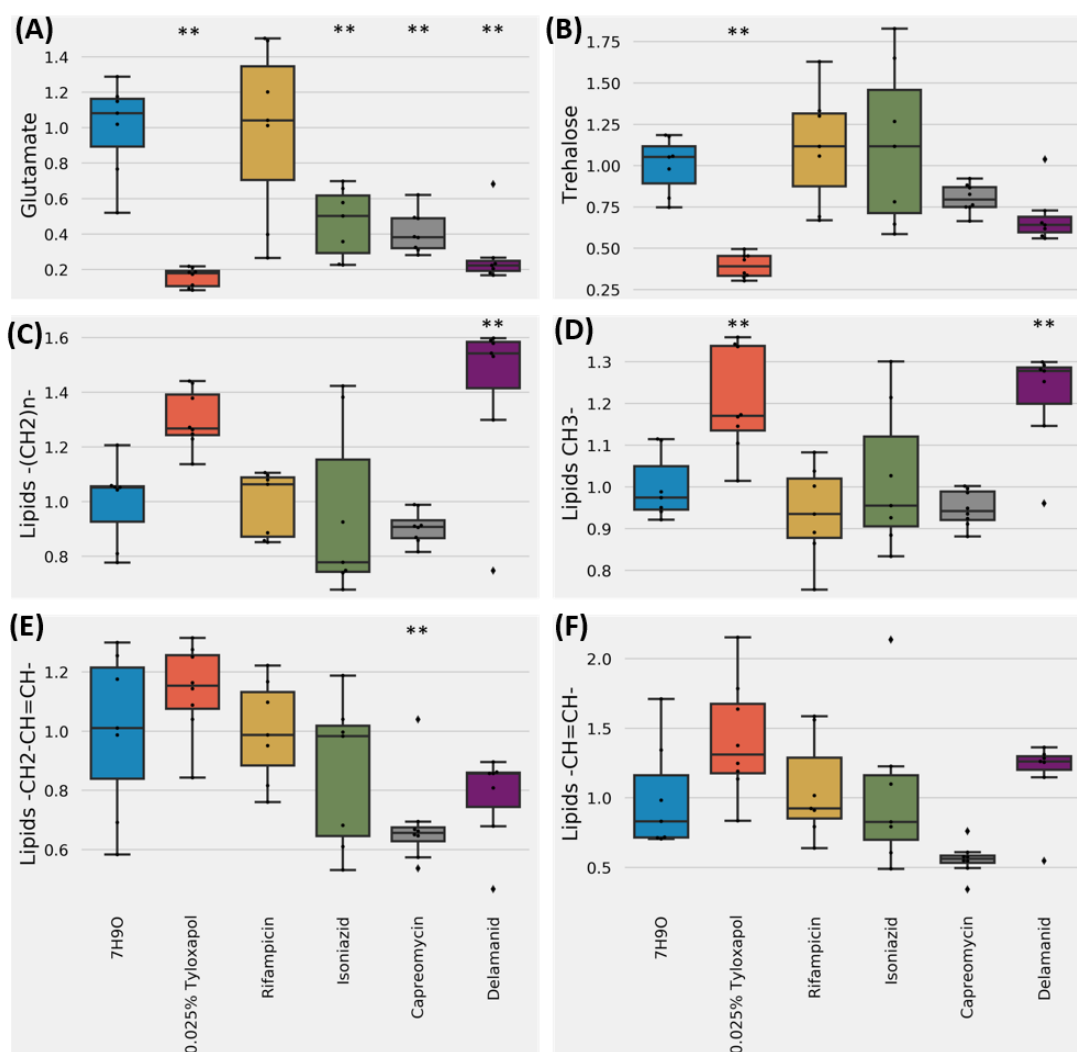 (A)
**
**
**
**
Glutamate
1.4
1.2
1.0
0.8
0.6
0.4
0.2
(B)
**
Trehalose
1.75
1.50
1.25
1.00
0.75
0.50
0.25
(C)
**
Lipids -(CH2)n-
1.6
1.4
1.2
1.0
0.8
(D)
**
**
Lipids CH3-
1.3
1.2
1.1
1.0
0.9
0.8
(E)
**
Lipids -CH2-CH=CH-
1.2
1.0
0.8
0.6
7H9O
0.025% Tyloxapol
Rifampicin
Isoniazid
Capreomycin
Delamanid
(F)
Lipids -CH=CH-
2.0
1.5
1.0
0.5
7H9O
0.025% Tyloxapol
Rifampicin
Isoniazid
Capreomycin
Delamanid